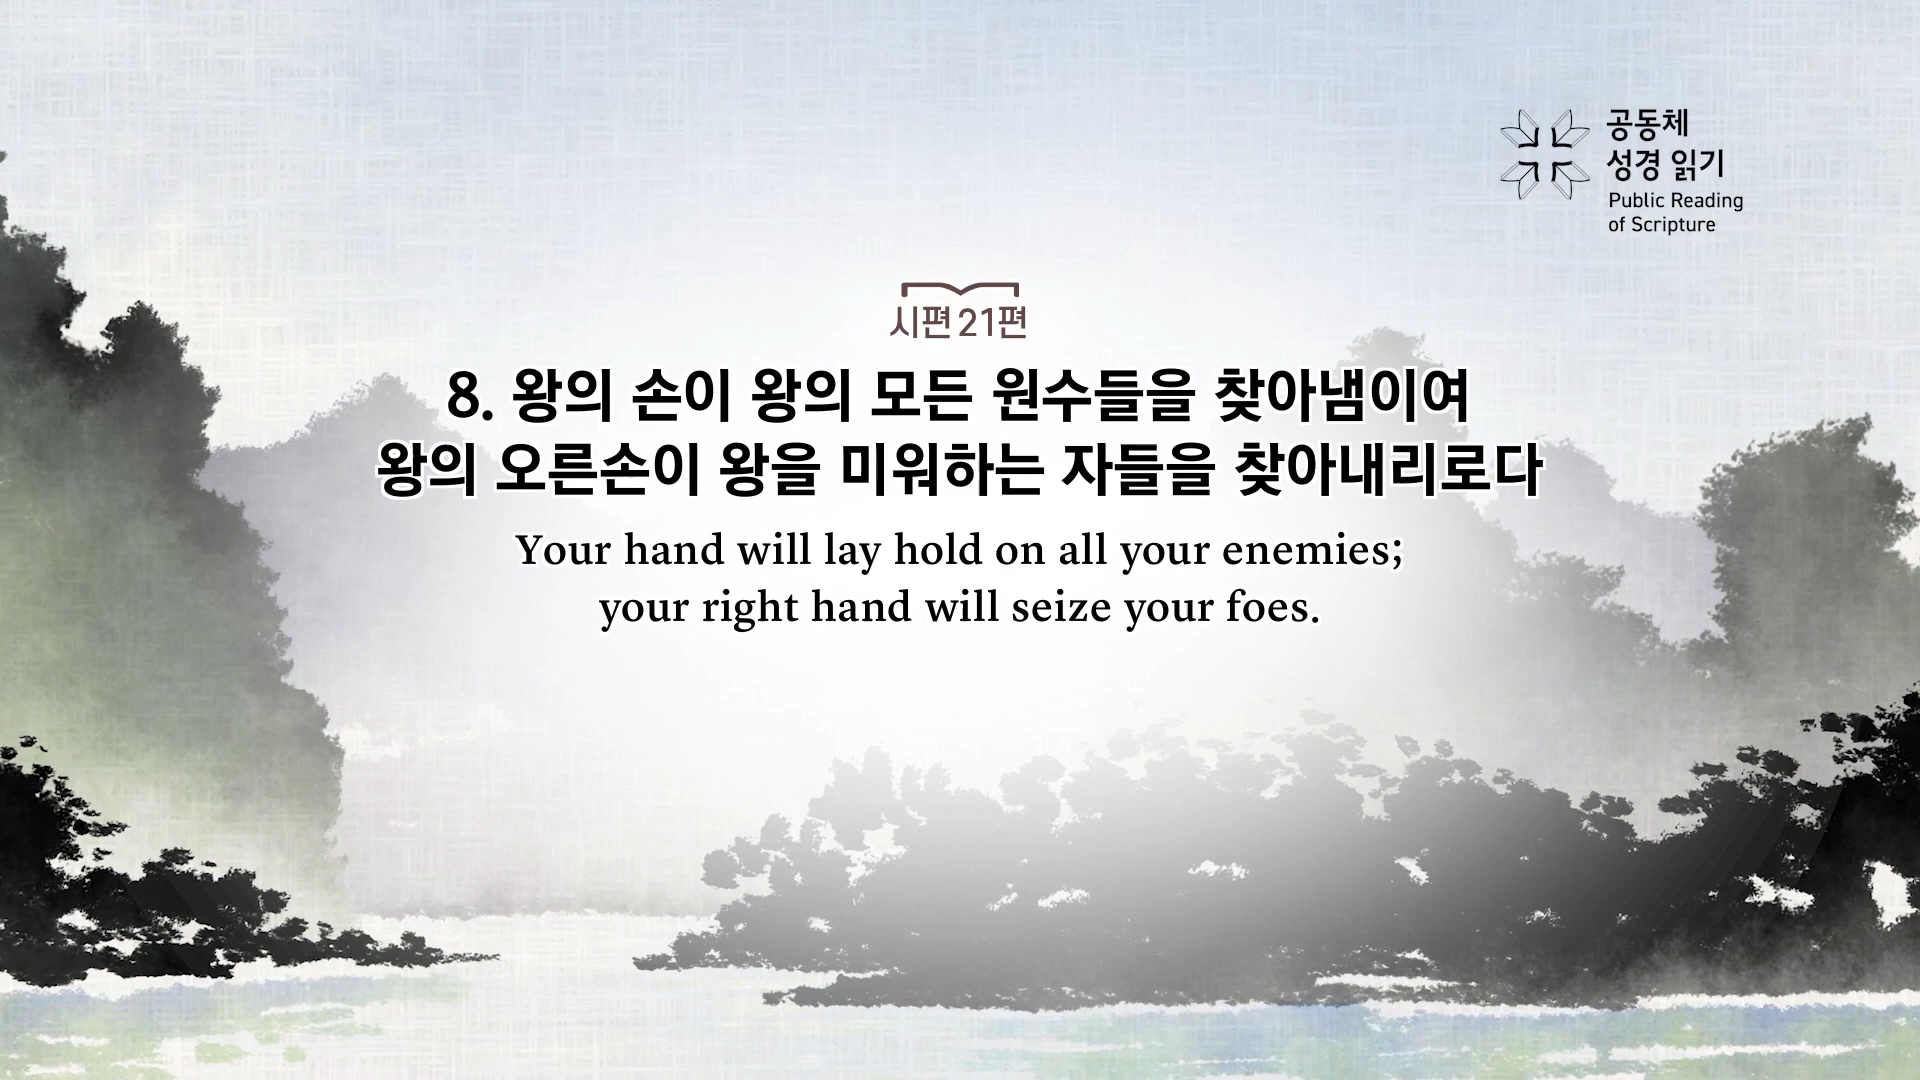 공동체
성경 읽기
Public Reading
of Scripture
시편 21편
8. 왕의 손이 왕의 모든 원수들을 찾아냄이여
왕의 오른손이 왕을 미워하는 자들을 찾아내리로다
Your hand will lay hold on all your enemies;
your right hand will seize your foes.